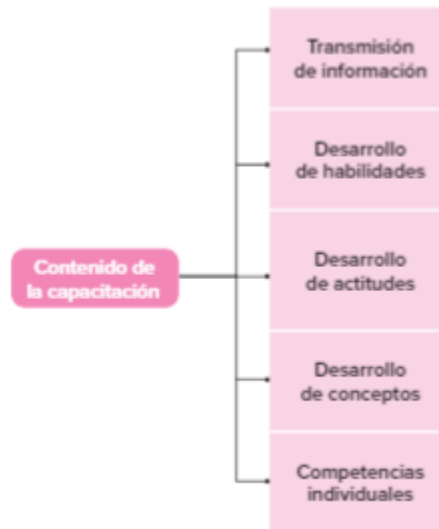 Transmisión
de información
Desarrollo
de habilidades
Contenido de
la capacitación
Desarrollo
de actitudes
Desarrollo
de conceptos
Competencias
individuales